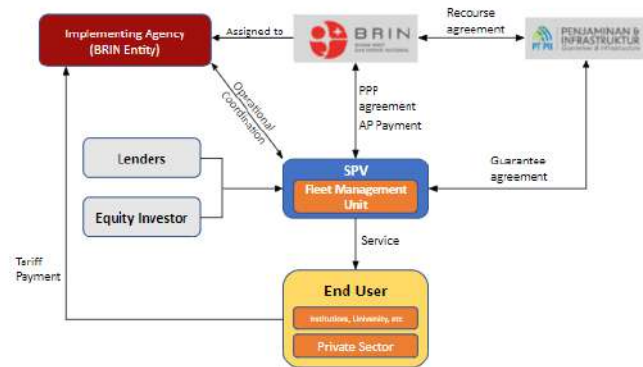 Implementing Agency
(BRIN Entity)
Assigned to
BRIN
Recourse
agreement
PT PII
PENJAMINAN &
INFRASTRUKTUR
Operational
Coordination
PPP
agreement
AP Payment
Lenders
Equity Investor
SPV
Fleet Management
Unit
Guarantee
agreement
Service
Tariff
Payment
End User
Institutions, University, etc
Private Sector